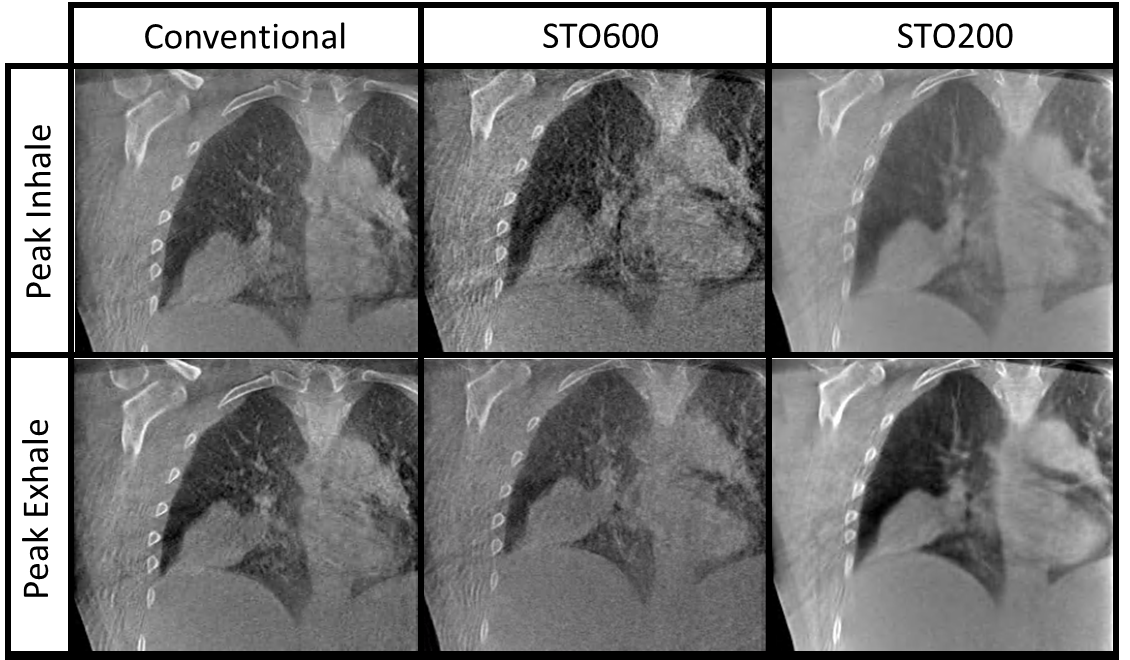 Conventional
STO600
STO200
Peak Inhale
Peak Exhale